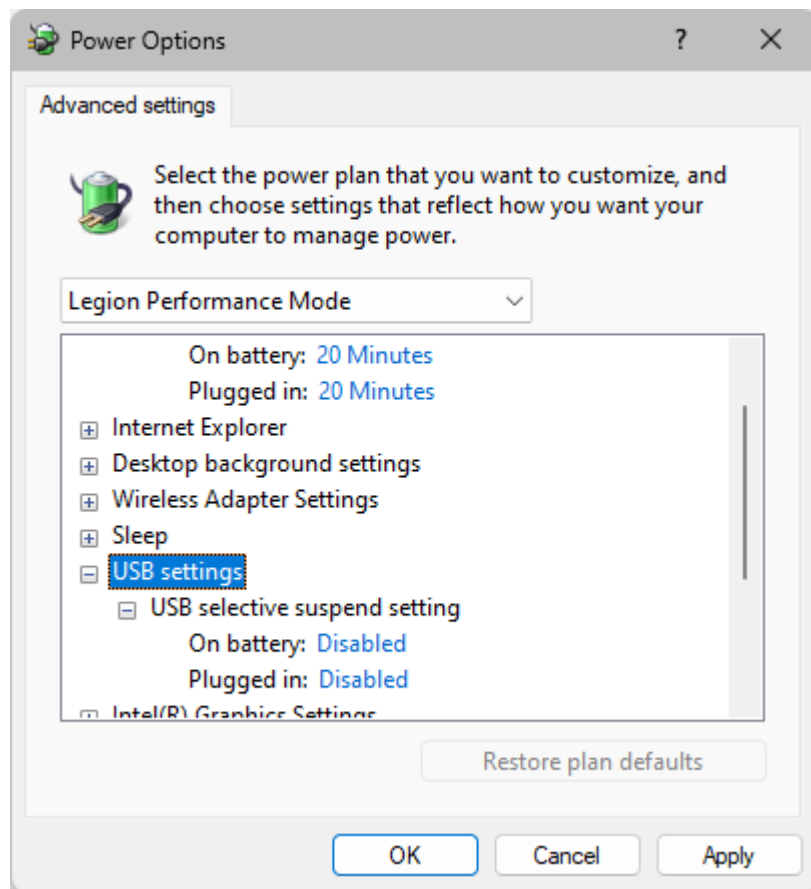 Power Options
?
Advanced settings
Select the power plan that you want to customize, and
then choose settings that reflect how you want your
computer to manage power.
Legion Performance Mode
On battery: 20 Minutes
Plugged in: 20 Minutes
Internet Explorer
Desktop background settings
Wireless Adapter Settings
Sleep
USB settings
USB selective suspend setting
On battery: Disabled
Plugged in: Disabled
Intel(R) Graphics Settings
Restore plan defaults
OK Cancel Apply